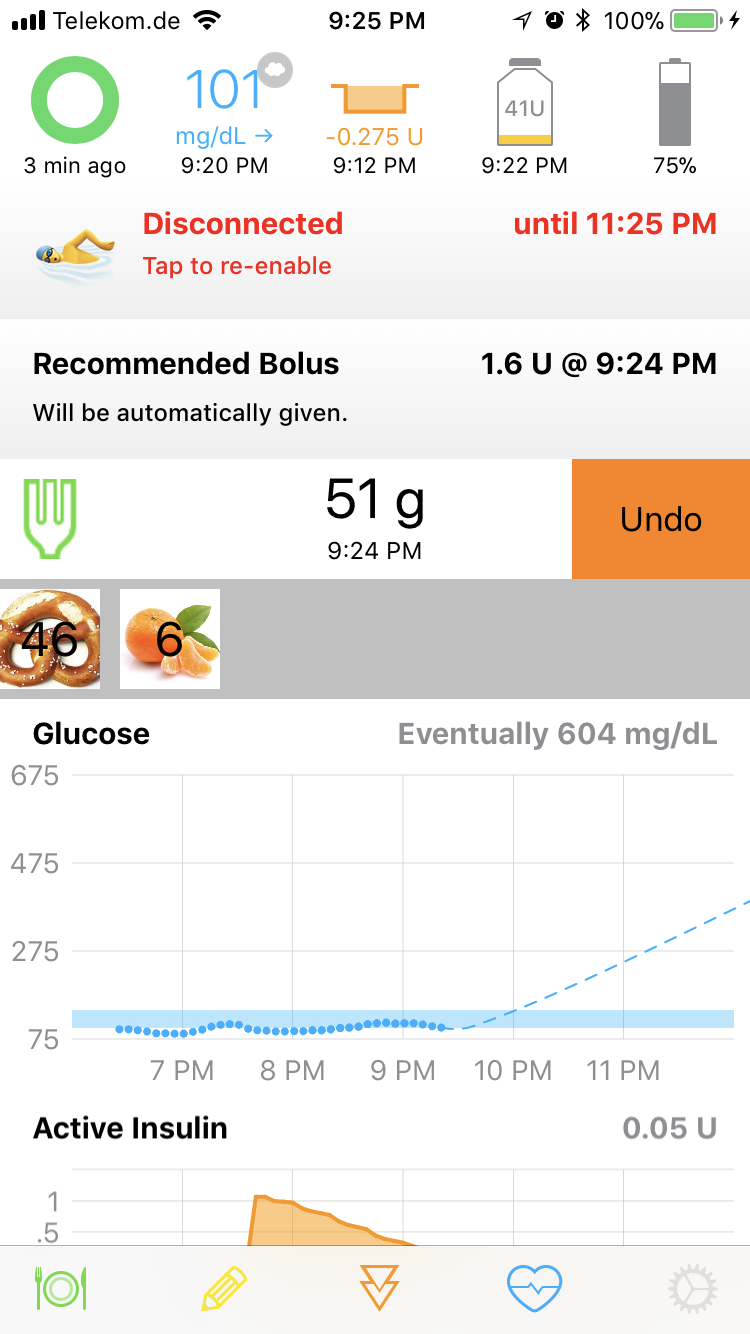 Telekom.de 9:25 PM 100%
101 41U
mg/dL → -0.275 U
3 min ago 9:20 PM 9:12 PM 9:22 PM 75%
Disconnected until 11:25 PM
Tap to re-enable
Recommended Bolus 1.6 U @ 9:24 PM
Will be automatically given.
51 g Undo
9:24 PM
46 6
Glucose Eventually 604 mg/dL
675
475
275
75
7 PM 8 PM 9 PM 10 PM 11 PM
Active Insulin 0.05 U
1
.5